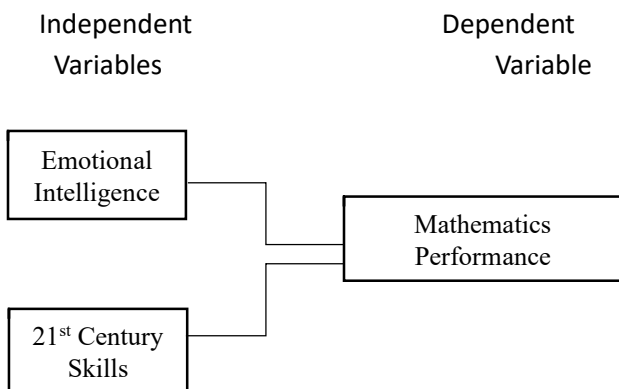 Independent
Variables
Dependent
Variable
Emotional
Intelligence
Mathematics
Performance
21st Century
Skills